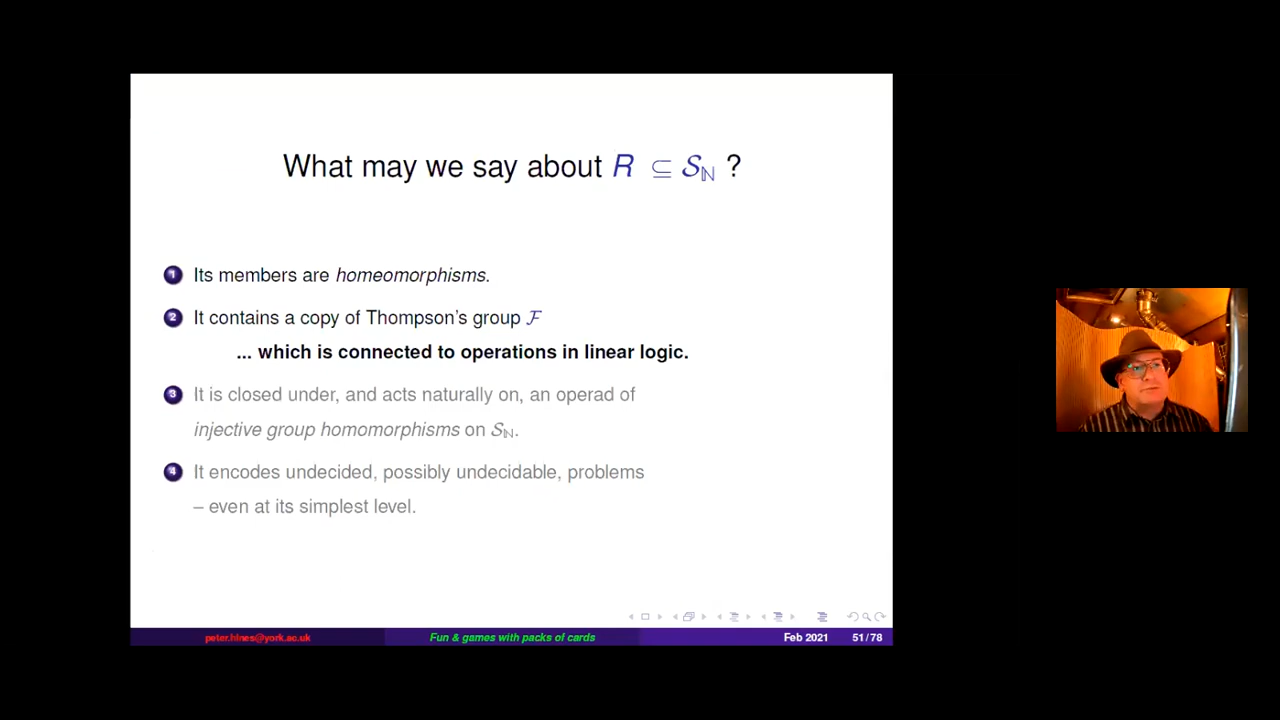 What may we say about R ⊆ 𝒮ℕ ?
1 Its members are homeomorphisms.
2 It contains a copy of Thompson's group ℱ
... which is connected to operations in linear logic.
3 It is closed under, and acts naturally on, an operad of
injective group homomorphisms on 𝒮ℕ.
4 It encodes undecided, possibly undecidable, problems
– even at its simplest level.
peter.hines@york.ac.uk Fun & games with packs of cards Feb 2021 51 / 78